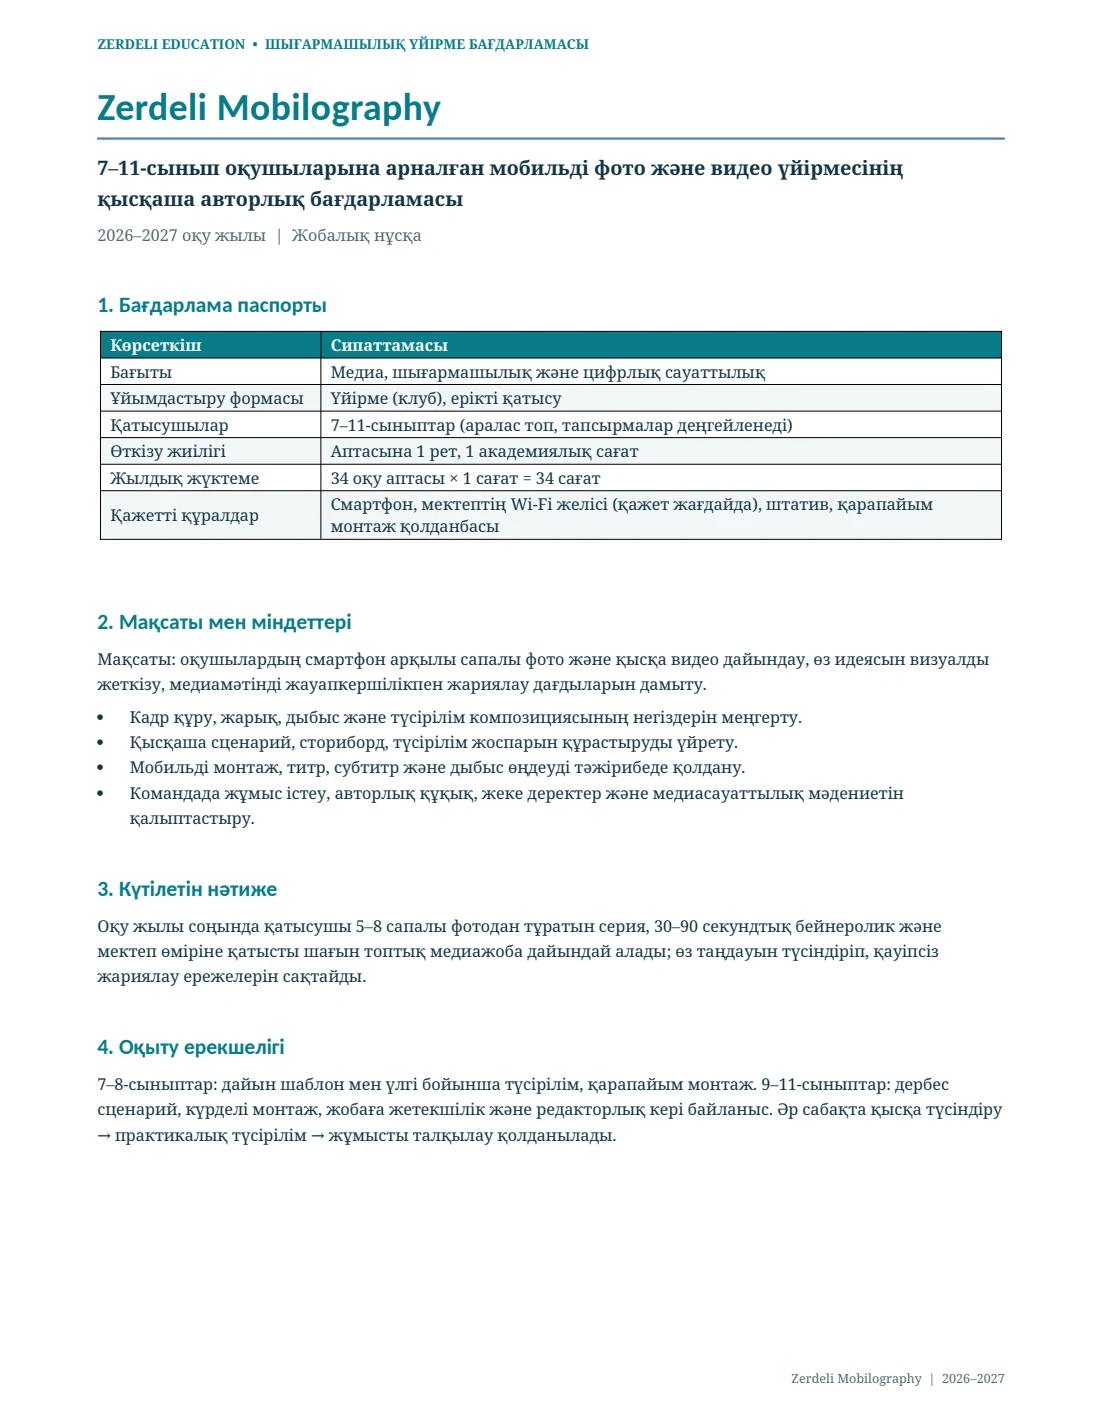 ZERDELI EDUCATION • ШЫҒАРМАШЫЛЫҚ ҮЙІРМЕ БАҒДАРЛАМАСЫ
Zerdeli Mobilography
7–11-сынып оқушыларына арналған мобильді фото және видео үйірмесінің
қысқаша авторлық бағдарламасы
2026–2027 оқу жылы | Жобалық нұсқа
1. Бағдарлама паспорты
Көрсеткіш Сипаттамасы
Бағыты Медиа, шығармашылық және цифрлық сауаттылық
Ұйымдастыру формасы Үйірме (клуб), ерікті қатысу
Қатысушылар 7–11-сыныптар (аралас топ, тапсырмалар деңгейленеді)
Өткізу жиілігі Аптасына 1 рет, 1 академиялық сағат
Жылдық жүктеме 34 оқу аптасы × 1 сағат = 34 сағат
Қажетті құралдар Смартфон, мектептің Wi-Fi желісі (қажет жағдайда), штатив, қарапайым
монтаж қолданбасы
2. Мақсаты мен міндеттері
Мақсаты: оқушылардың смартфон арқылы сапалы фото және қысқа видео дайындау, өз идеясын визуалды
жеткізу, медиамәтінді жауапкершілікпен жариялау дағдыларын дамыту.
• Кадр құру, жарық, дыбыс және түсірілім композициясының негіздерін меңгерту.
• Қысқаша сценарий, сториборд, түсірілім жоспарын құрастыруды үйрету.
• Мобильді монтаж, титр, субтитр және дыбыс өңдеуді тәжірибеде қолдану.
• Командада жұмыс істеу, авторлық құқық, жеке деректер және медиасауаттылық мәдениетін
қалыптастыру.
3. Күтілетін нәтиже
Оқу жылы соңында қатысушы 5–8 сапалы фотодан тұратын серия, 30–90 секундтық бейнеролик және
мектеп өміріне қатысты шағын топтық медиажоба дайындай алады; өз таңдауын түсіндіріп, қауіпсіз
жариялау ережелерін сақтайды.
4. Оқыту ерекшелігі
7–8-сыныптар: дайын шаблон мен үлгі бойынша түсірілім, қарапайым монтаж. 9–11-сыныптар: дербес
сценарий, күрделі монтаж, жобаға жетекшілік және редакторлық кері байланыс. Әр сабақта қысқа түсіндіру
→ практикалық түсірілім → жұмысты талқылау қолданылады.
Zerdeli Mobilography | 2026–2027